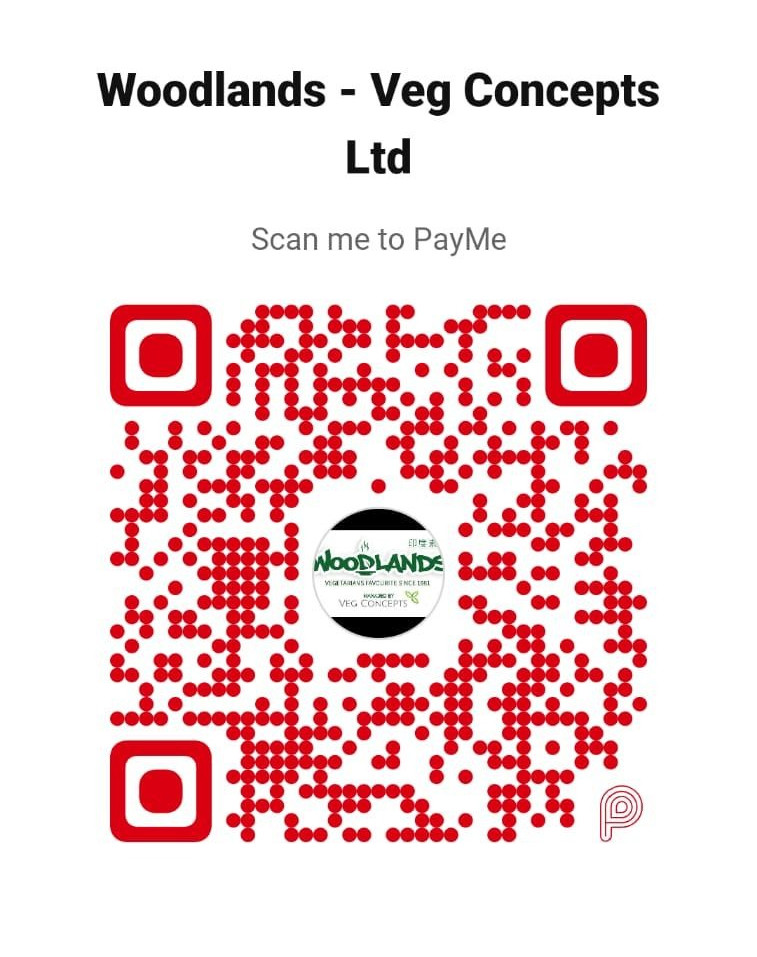 Woodlands - Veg Concepts
Ltd
Scan me to PayMe
印度素
WOODLANDS
VEGETARIANS FAVOURITE SINCE 1981
MANAGED BY
VEG CONCEPTS